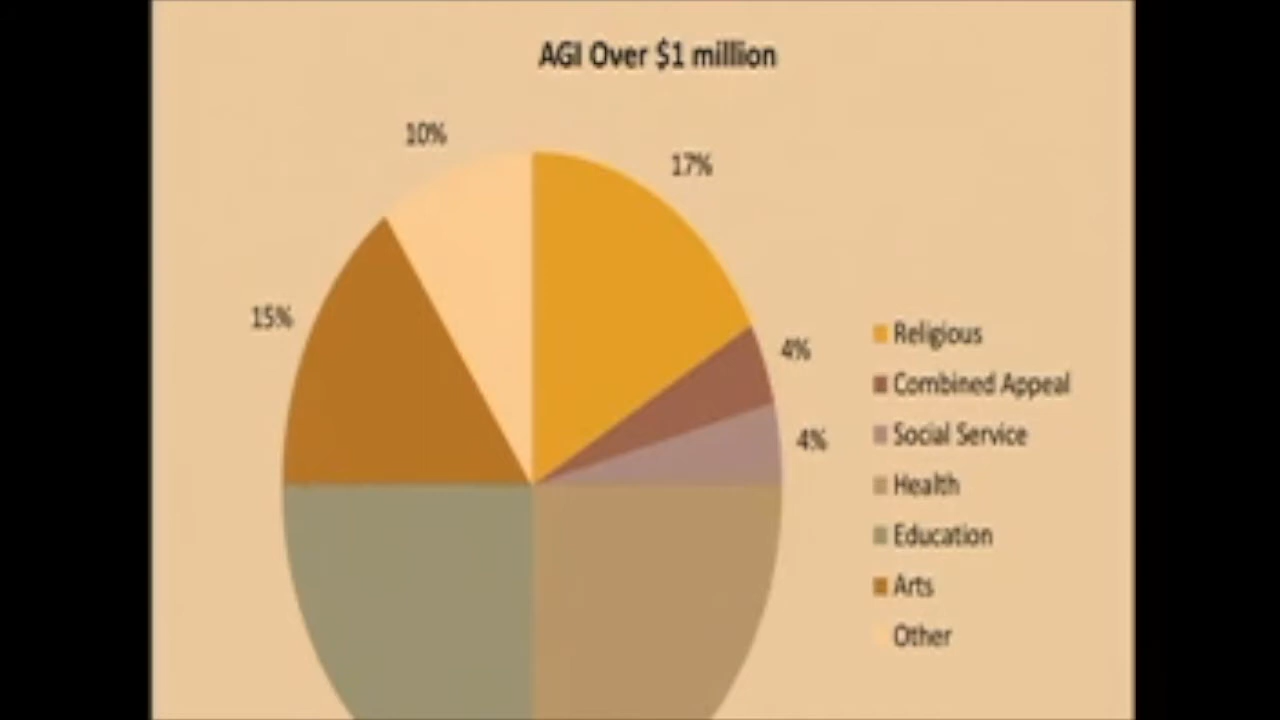 AGI Over $1 million
10%
17%
15%
4%
4%
Religious
Combined Appeal
Social Service
Health
Education
Arts
Other